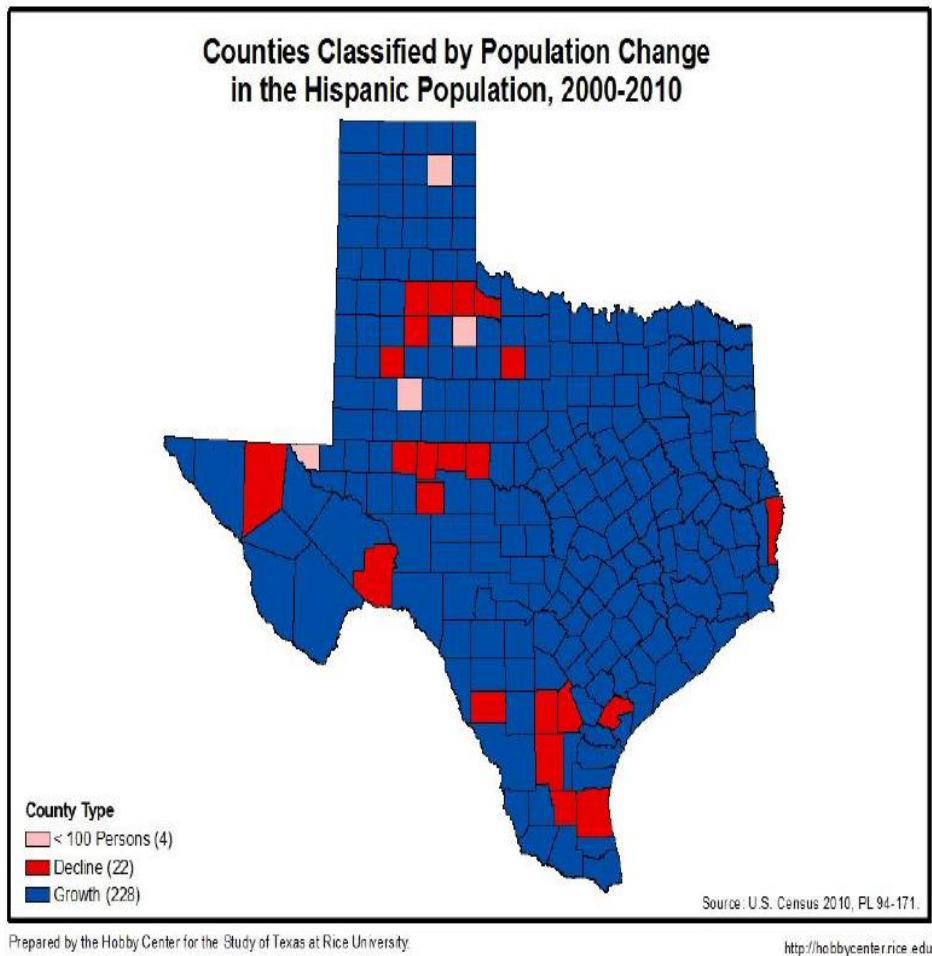 Counties Classified by Population Change
in the Hispanic Population, 2000-2010
County Type
< 100 Persons (4)
Decline (22)
Growth (228)
Source: U.S. Census 2010, PL 94-171.
Prepared by the Hobby Center for the Study of Texas at Rice University.
http://hobbycenter.rice.edu